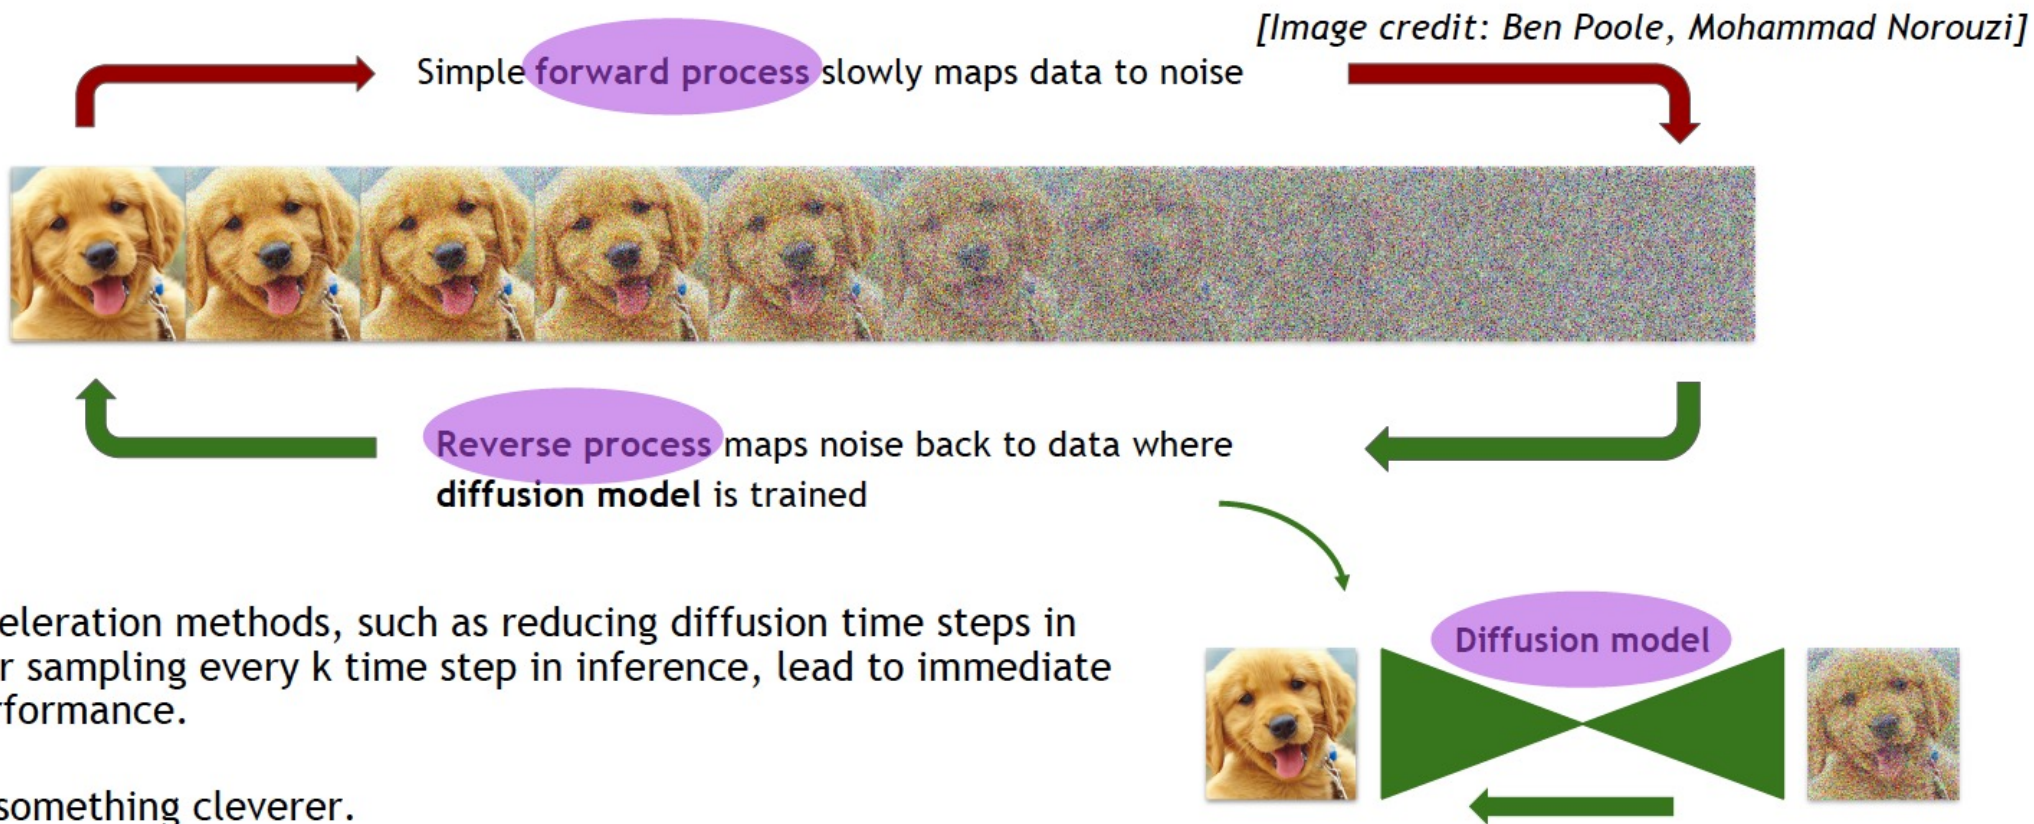 [Image credit: Ben Poole, Mohammad Norouzi]
Simple forward process slowly maps data to noise
Reverse process maps noise back to data where
diffusion model is trained
eleration methods, such as reducing diffusion time steps in
r sampling every k time step in inference, lead to immediate
rformance.
something cleverer.
Diffusion model